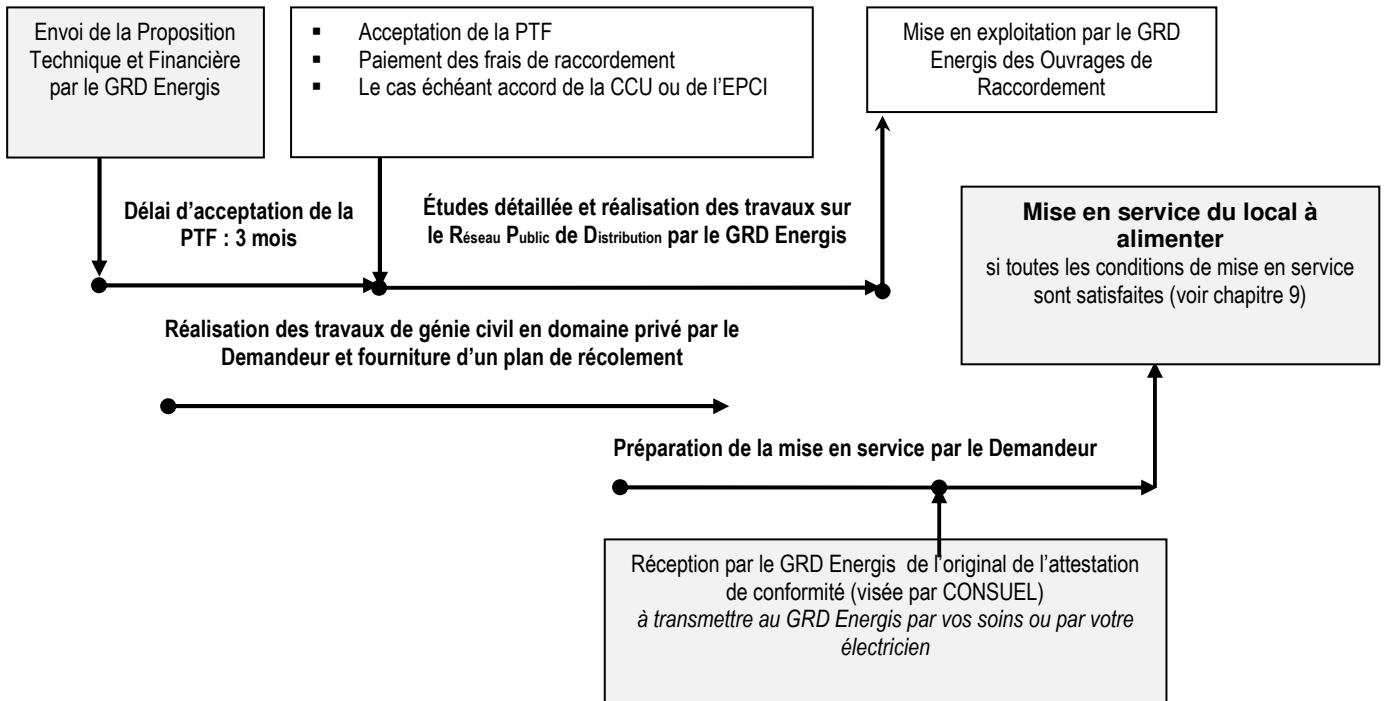 Envoi de la Proposition
Technique et Financière
par le GRD Energis
▪ Acceptation de la PTF
▪ Paiement des frais de raccordement
▪ Le cas échéant accord de la CCU ou de l’EPCI
Mise en exploitation par le GRD
Energis des Ouvrages de
Raccordement
Délai d’acceptation de la
PTF : 3 mois
Études détaillée et réalisation des travaux sur
le Réseau Public de Distribution par le GRD Energis
Mise en service du local à
alimenter
si toutes les conditions de mise en service
sont satisfaites (voir chapitre 9)
Réalisation des travaux de génie civil en domaine privé par le
Demandeur et fourniture d’un plan de récolement
Préparation de la mise en service par le Demandeur
Réception par le GRD Energis de l’original de l’attestation
de conformité (visée par CONSUEL)
à transmettre au GRD Energis par vos soins ou par votre
électricien